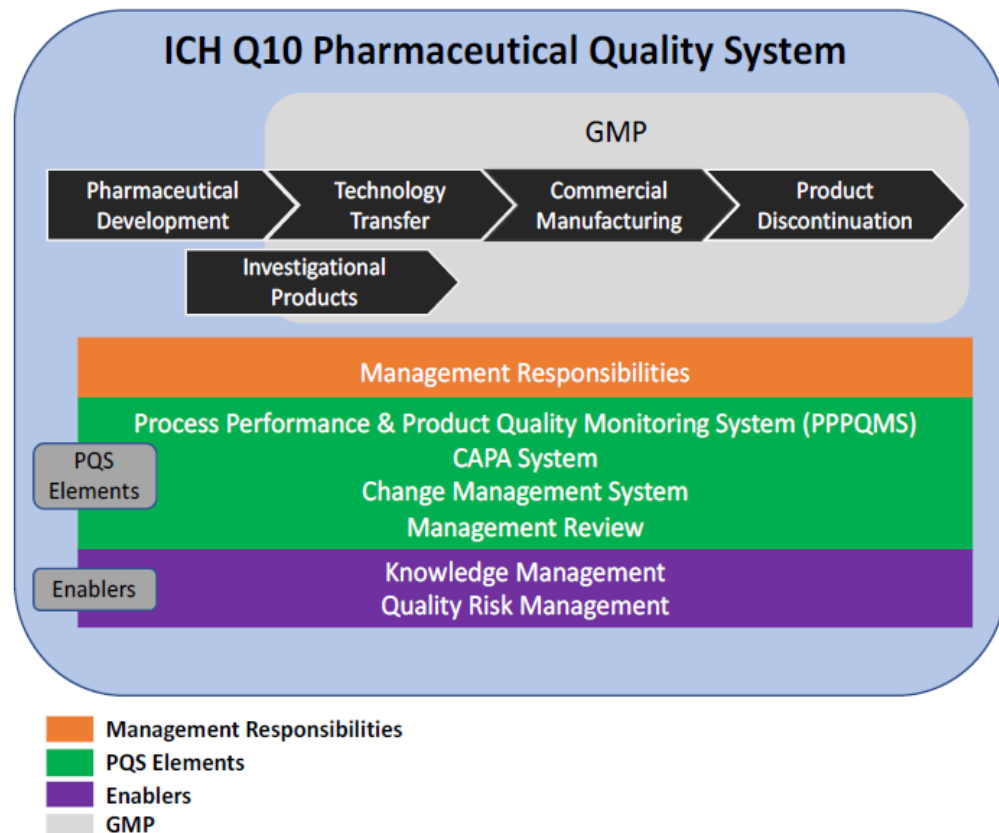 ICH Q10 Pharmaceutical Quality System
GMP
Pharmaceutical
Development
Technology
Transfer
Commercial
Manufacturing
Product
Discontinuation
Investigational
Products
Management Responsibilities
Process Performance & Product Quality Monitoring System (PPPQMS)
CAPA System
Change Management System
Management Review
PQS
Elements
Knowledge Management
Quality Risk Management
Enablers
Management Responsibilities
PQS Elements
Enablers
GMP